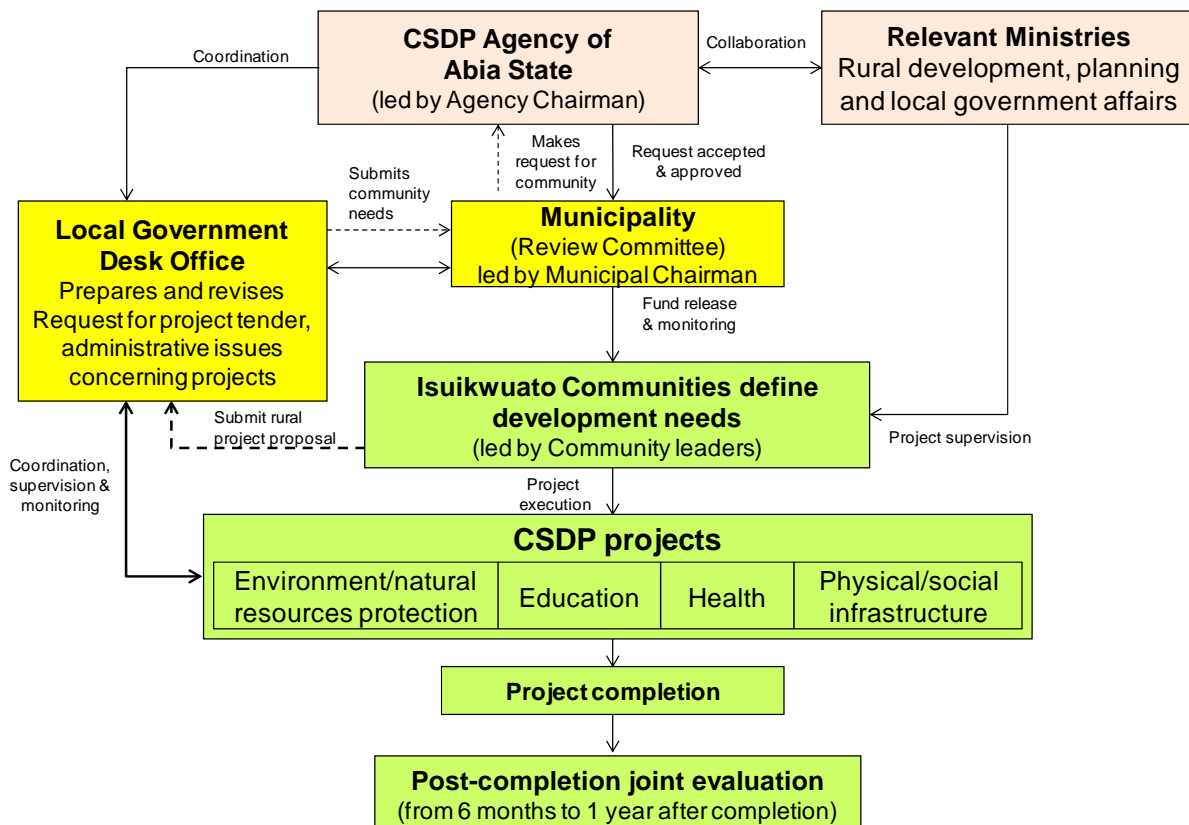 CSDP Agency of
Abia State
(led by Agency Chairman)
Collaboration
Relevant Ministries
Rural development, planning
and local government affairs
Coordination
Makes
request for
community
Request accepted
& approved
Submits
community
needs
Local Government
Desk Office
Prepares and revises
Request for project tender,
administrative issues
concerning projects
Municipality
(Review Committee)
led by Municipal Chairman
Fund release
& monitoring
Isuikwuato Communities define
development needs
(led by Community leaders)
Submit rural
project proposal
Project supervision
Coordination,
supervision &
monitoring
Project
execution
CSDP projects
Environment/natural
resources protection
Education
Health
Physical/social
infrastructure
Project completion
Post-completion joint evaluation
(from 6 months to 1 year after completion)